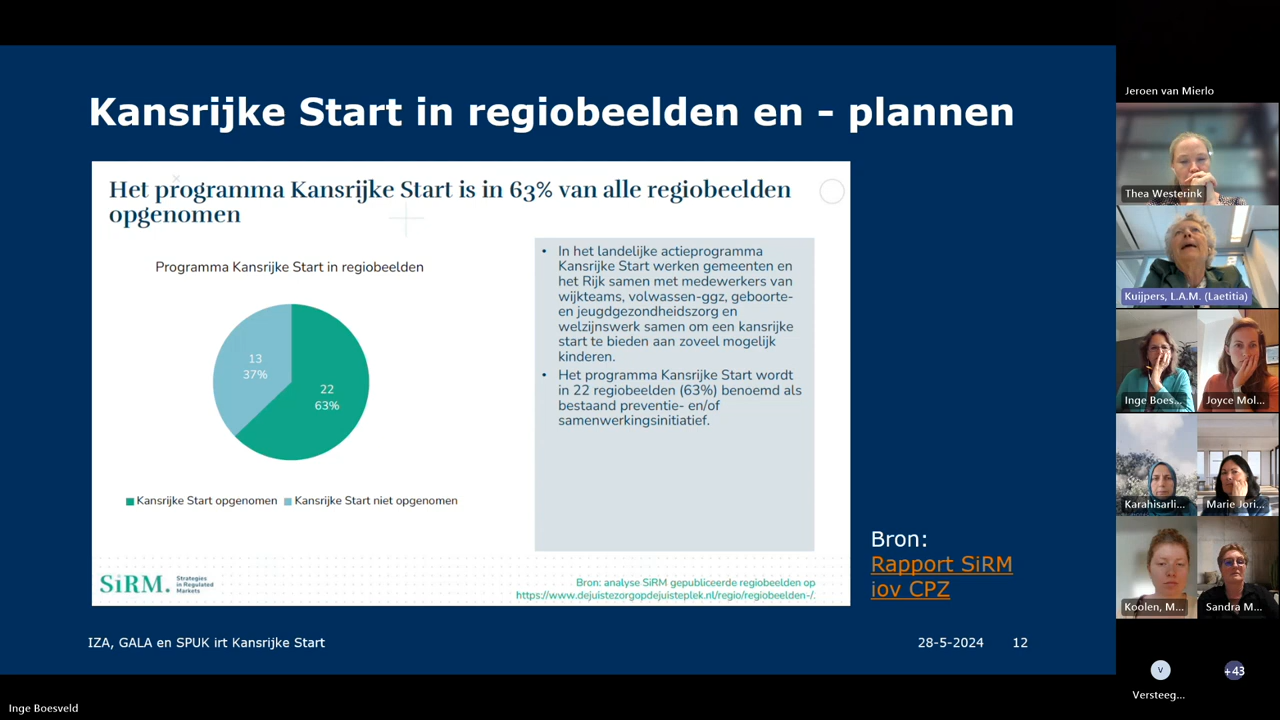 Kansrijke Start in regiobeelden en - plannen
Het programma Kansrijke Start is in 63% van alle regiobeelden
opgenomen
Programma Kansrijke Start in regiobeelden
13
37%
22
63%
Kansrijke Start opgenomen
Kansrijke Start niet opgenomen
• In het landelijke actieprogramma
Kansrijke Start werken gemeenten en
het Rijk samen met medewerkers van
wijkteams, volwassen-ggz, geboorte-
en jeugdgezondheidszorg en
welzijnswerk samen om een kansrijke
start te bieden aan zoveel mogelijk
kinderen.
• Het programma Kansrijke Start wordt
in 22 regiobeelden (63%) benoemd als
bestaand preventie- en/of
samenwerkingsinitiatief.
SiRM.
Strategies
in Regulated
Markets
Bron: analyse SiRM gepubliceerde regiobeelden op
https://www.dejuistezorgopdejuisteplek.nl/regio/regiobeelden-/.
Bron:
Rapport SiRM
iov CPZ
IZA, GALA en SPUK irt Kansrijke Start
28-5-2024
12
Inge Boesveld
Jeroen van Mierlo
Thea Westerink
Kuijpers, L.A.M. (Laetitia)
Inge Boes...
Joyce Mol...
Karahisarli...
Marie Jori...
Koolen, M...
Sandra M...
V
+43
Versteeg...